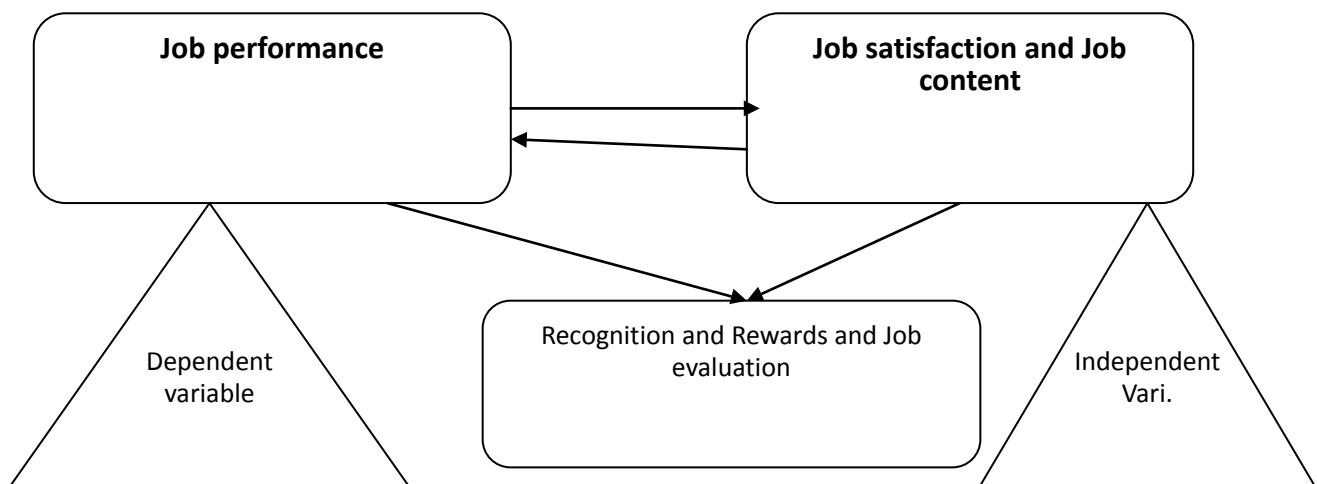 Job performance
Job satisfaction and Job
content
Recognition and Rewards and Job
evaluation
Dependent
variable
Independent
Vari.